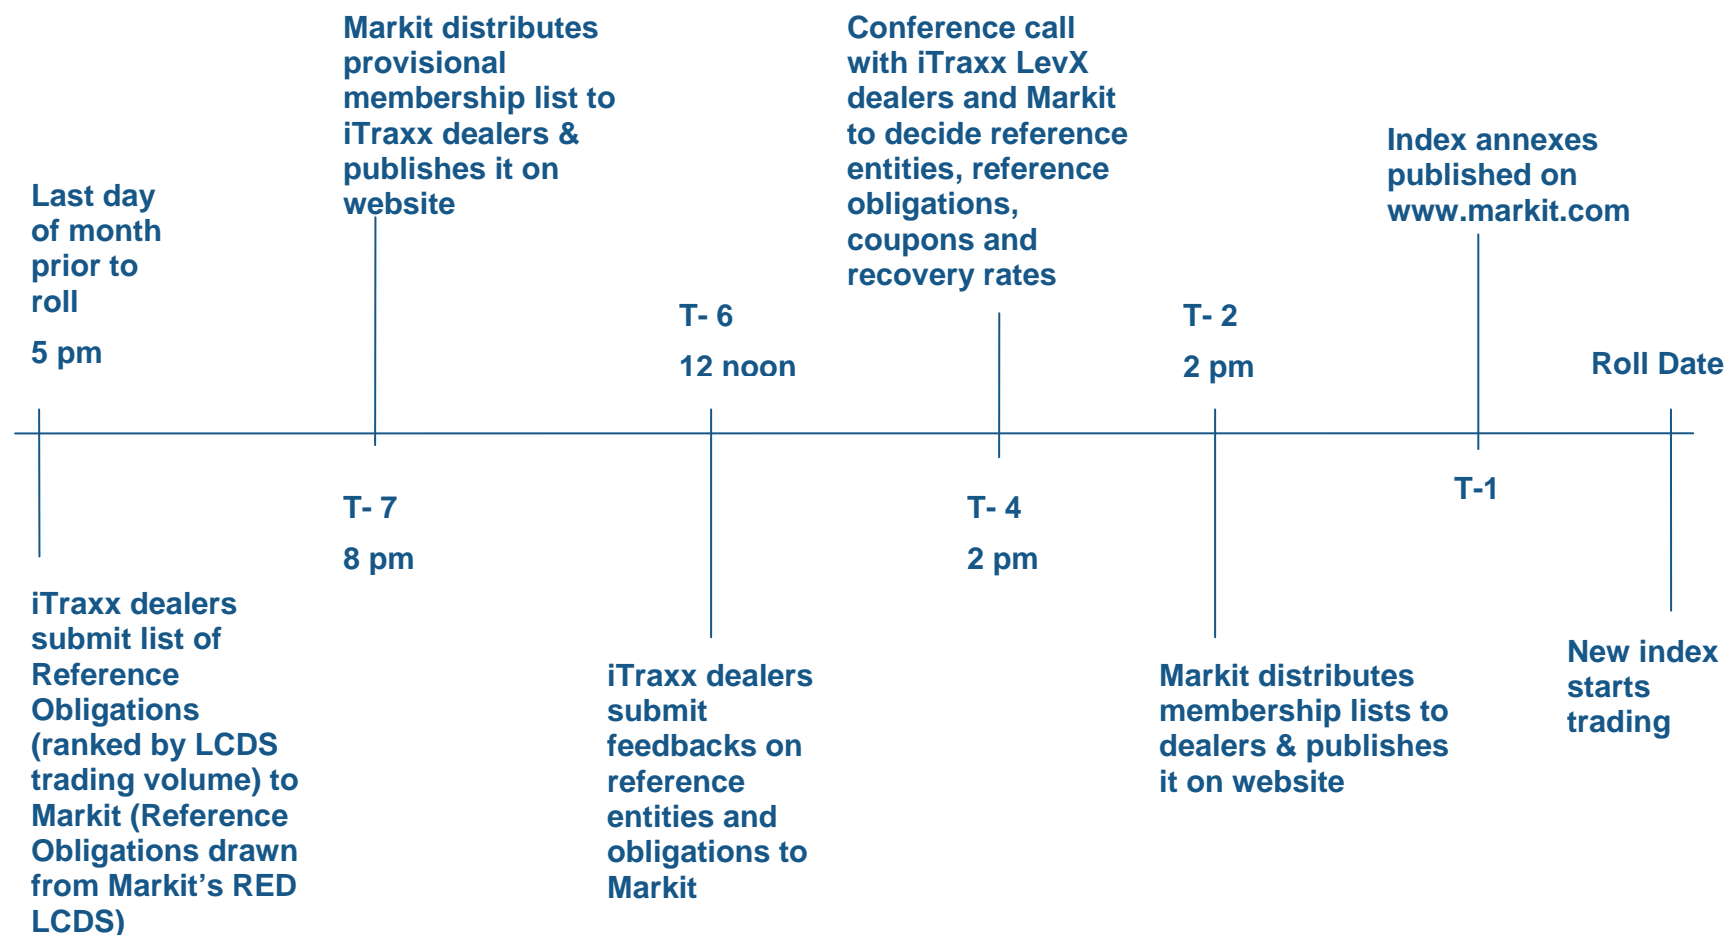 Last day
of month
prior to
roll
5 pm
iTraxx dealers
submit list of
Reference
Obligations
(ranked by LCDS
trading volume) to
Markit (Reference
Obligations drawn
from Markit’s RED
LCDS)
Markit distributes
provisional
membership list to
iTraxx dealers &
publishes it on
website
T- 7
8 pm
T- 6
12 noon
iTraxx dealers
submit
feedbacks on
reference
entities and
obligations to
Markit
Conference call
with iTraxx LevX
dealers and Markit
to decide reference
entities, reference
obligations,
coupons and
recovery rates
T- 4
2 pm
T- 2
2 pm
Markit distributes
membership lists to
dealers & publishes
it on website
Index annexes
published on
www.markit.com
T-1
Roll Date
New index
starts
trading